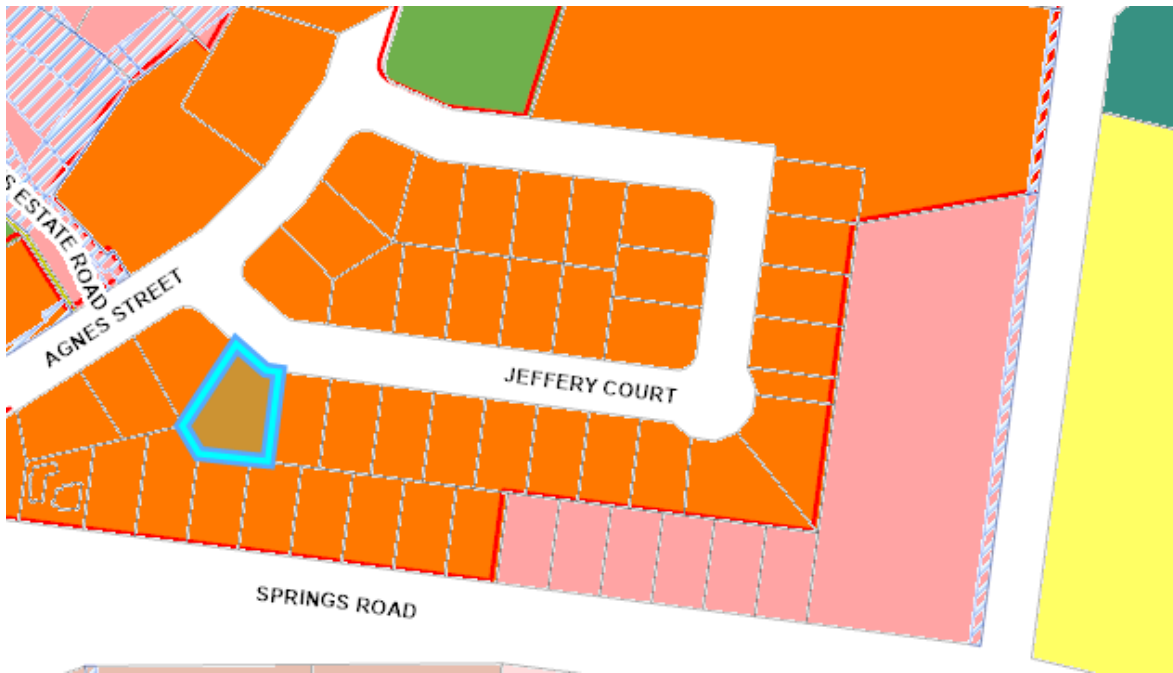 S ESTATE ROAD
AGNES STREET
JEFFERY COURT
SPRINGS ROAD